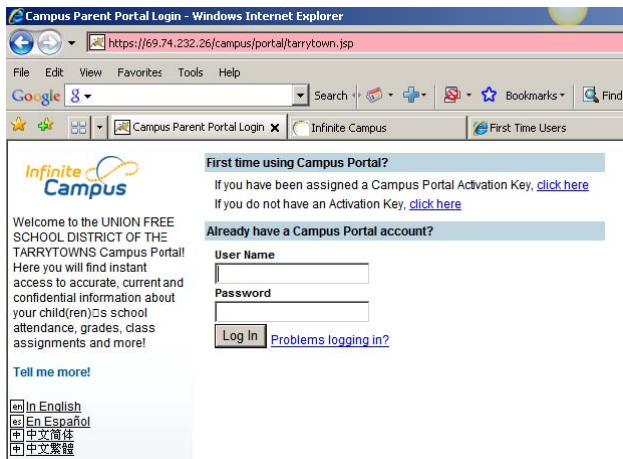 Campus Parent Portal Login - Windows Internet Explorer
https://69.74.232.26/campus/portal/tarrytown.jsp
File Edit View Favorites Tools Help
Google Search Bookmarks Find
Campus Parent Portal Login Infinite Campus First Time Users
Infinite
Campus
Welcome to the UNION FREE
SCHOOL DISTRICT OF THE
TARRYTOWNS Campus Portal!
Here you will find instant
access to accurate, current and
confidential information about
your child(ren)□s school
attendance, grades, class
assignments and more!
Tell me more!
en In English
es En Español
中 中文简体
中 中文繁體
First time using Campus Portal?
If you have been assigned a Campus Portal Activation Key, click here
If you do not have an Activation Key, click here
Already have a Campus Portal account?
User Name
Password
Log In Problems logging in?